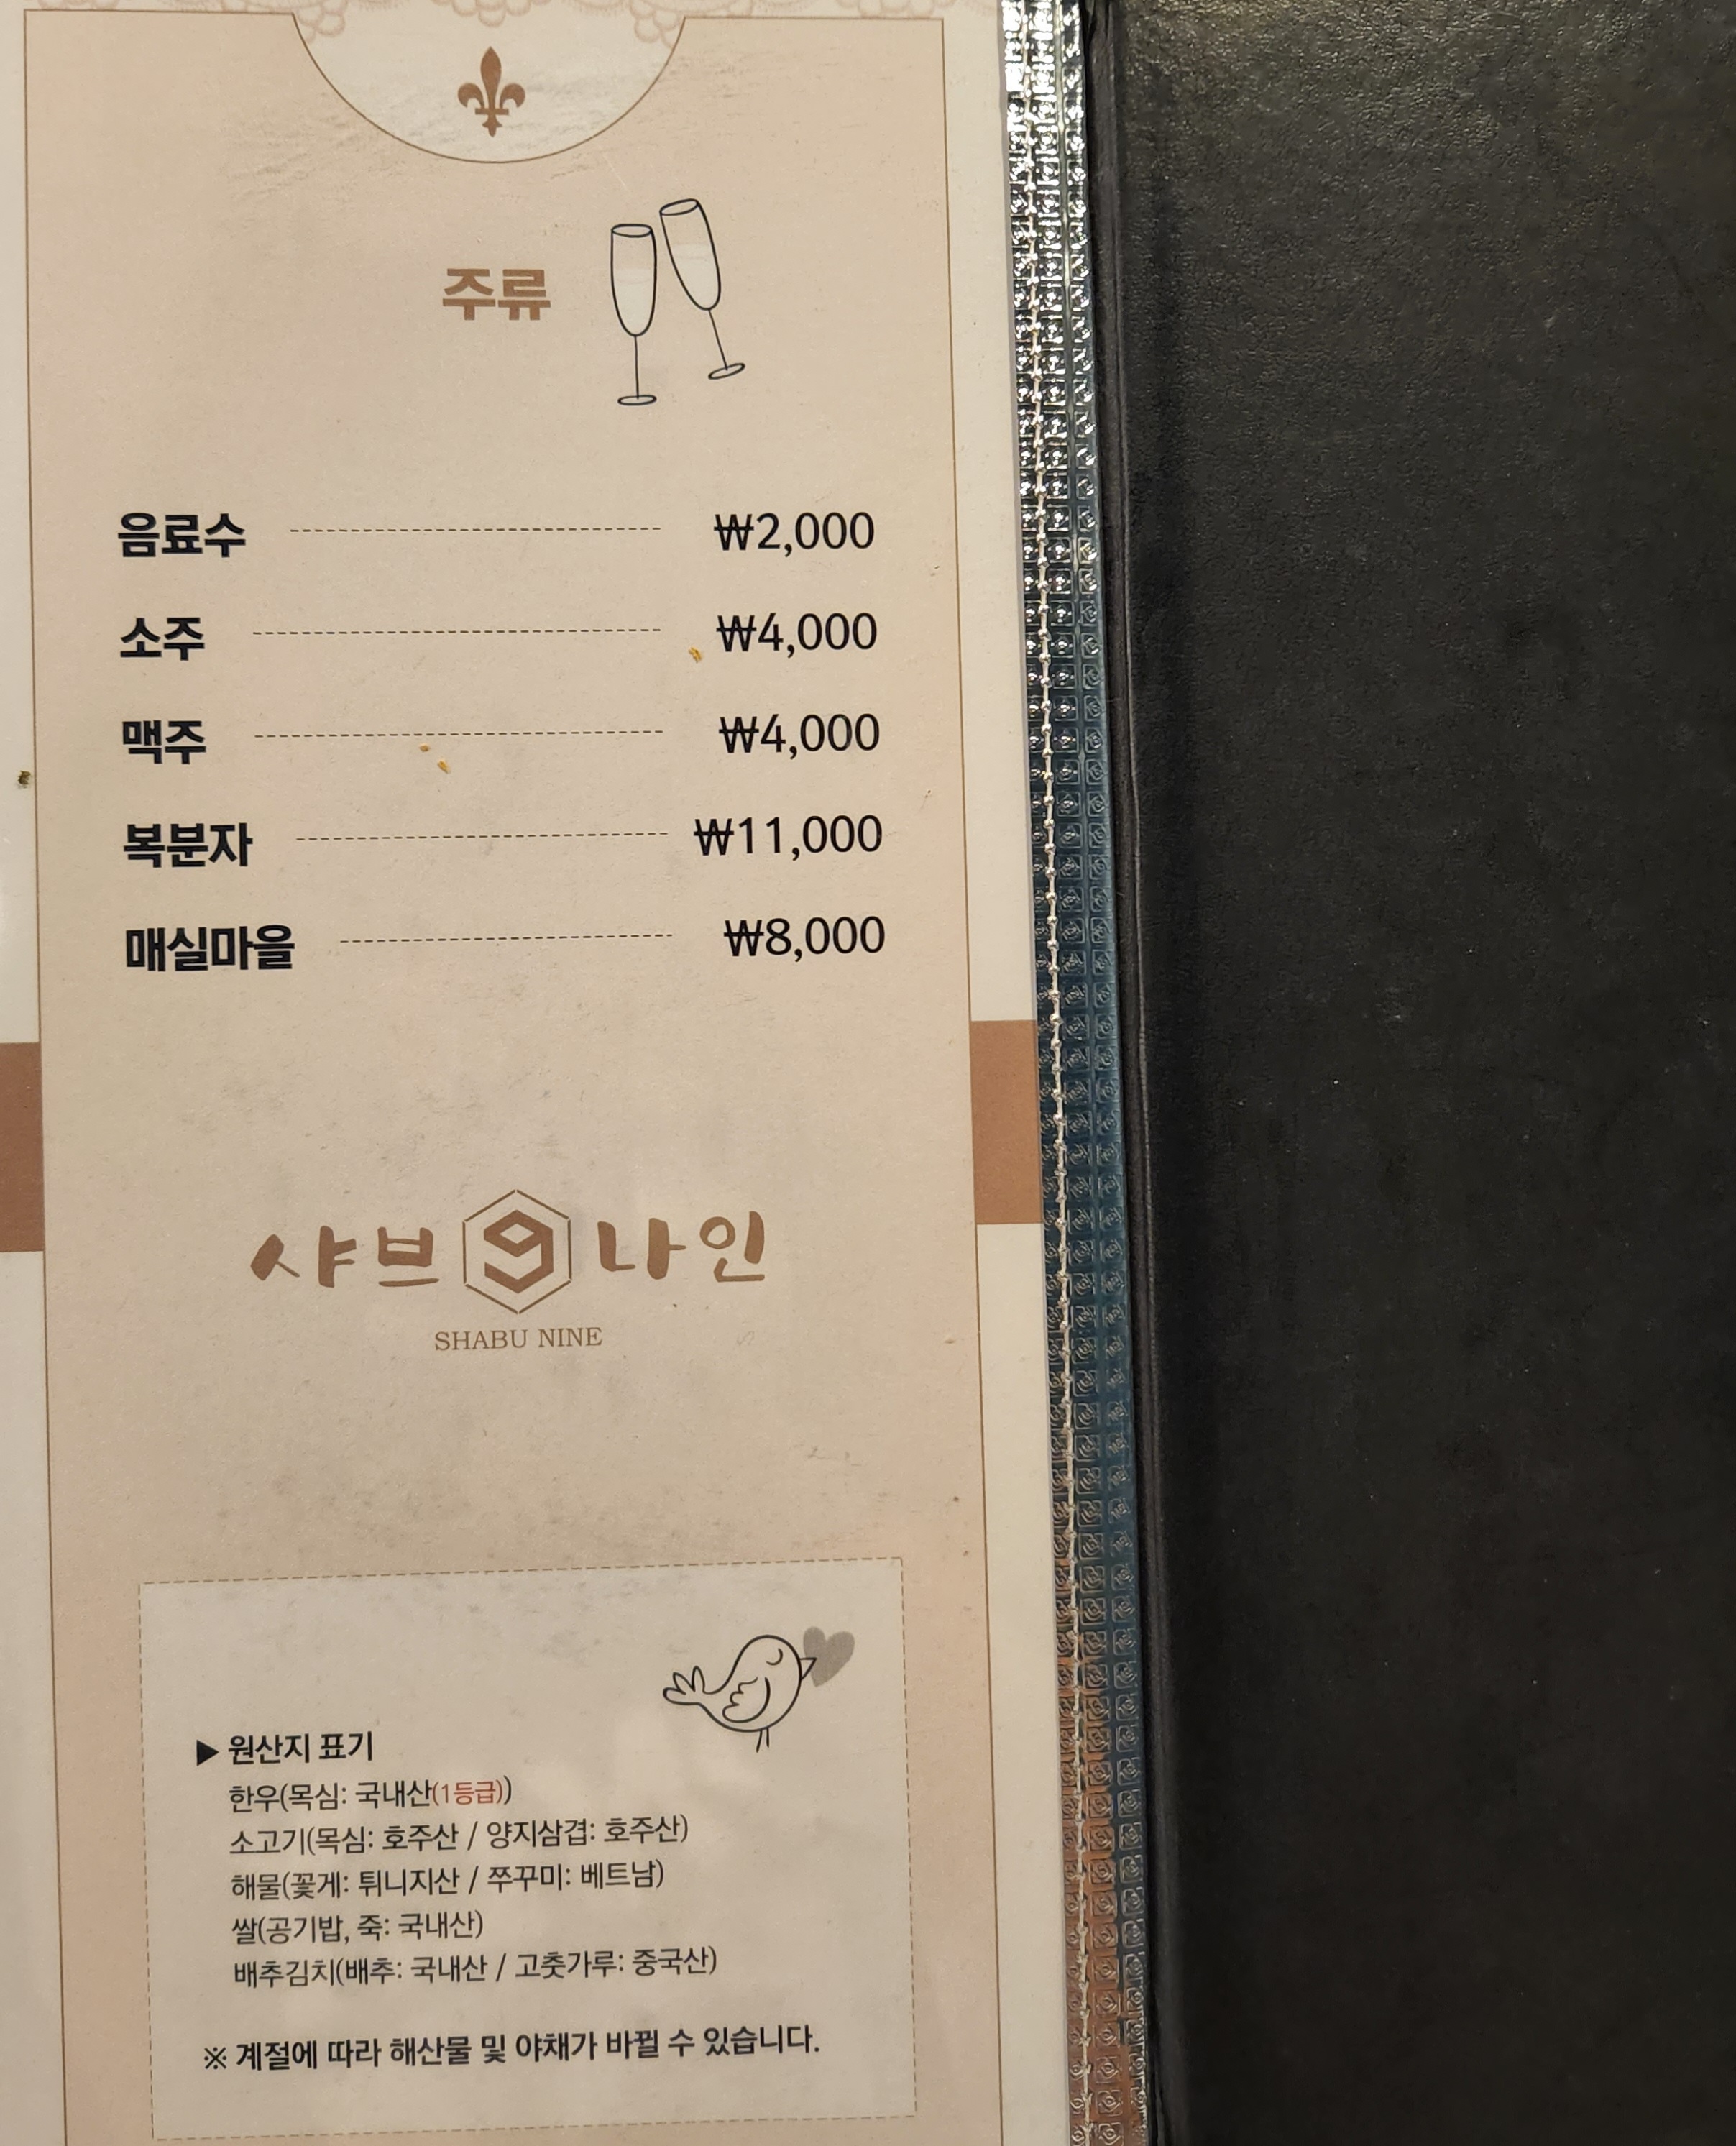 주류
음료수 ₩2,000
소주 ₩4,000
맥주 ₩4,000
복분자 ₩11,000
매실마을 ₩8,000
샤브 9 나인
SHABU NINE
▶ 원산지 표기
한우(목심: 국내산(1등급))
소고기(목심: 호주산 / 양지삼겹: 호주산)
해물(꽃게: 튀니지산 / 쭈꾸미: 베트남)
쌀(공기밥, 죽: 국내산)
배추김치(배추: 국내산 / 고춧가루: 중국산)
※ 계절에 따라 해산물 및 야채가 바뀔 수 있습니다.